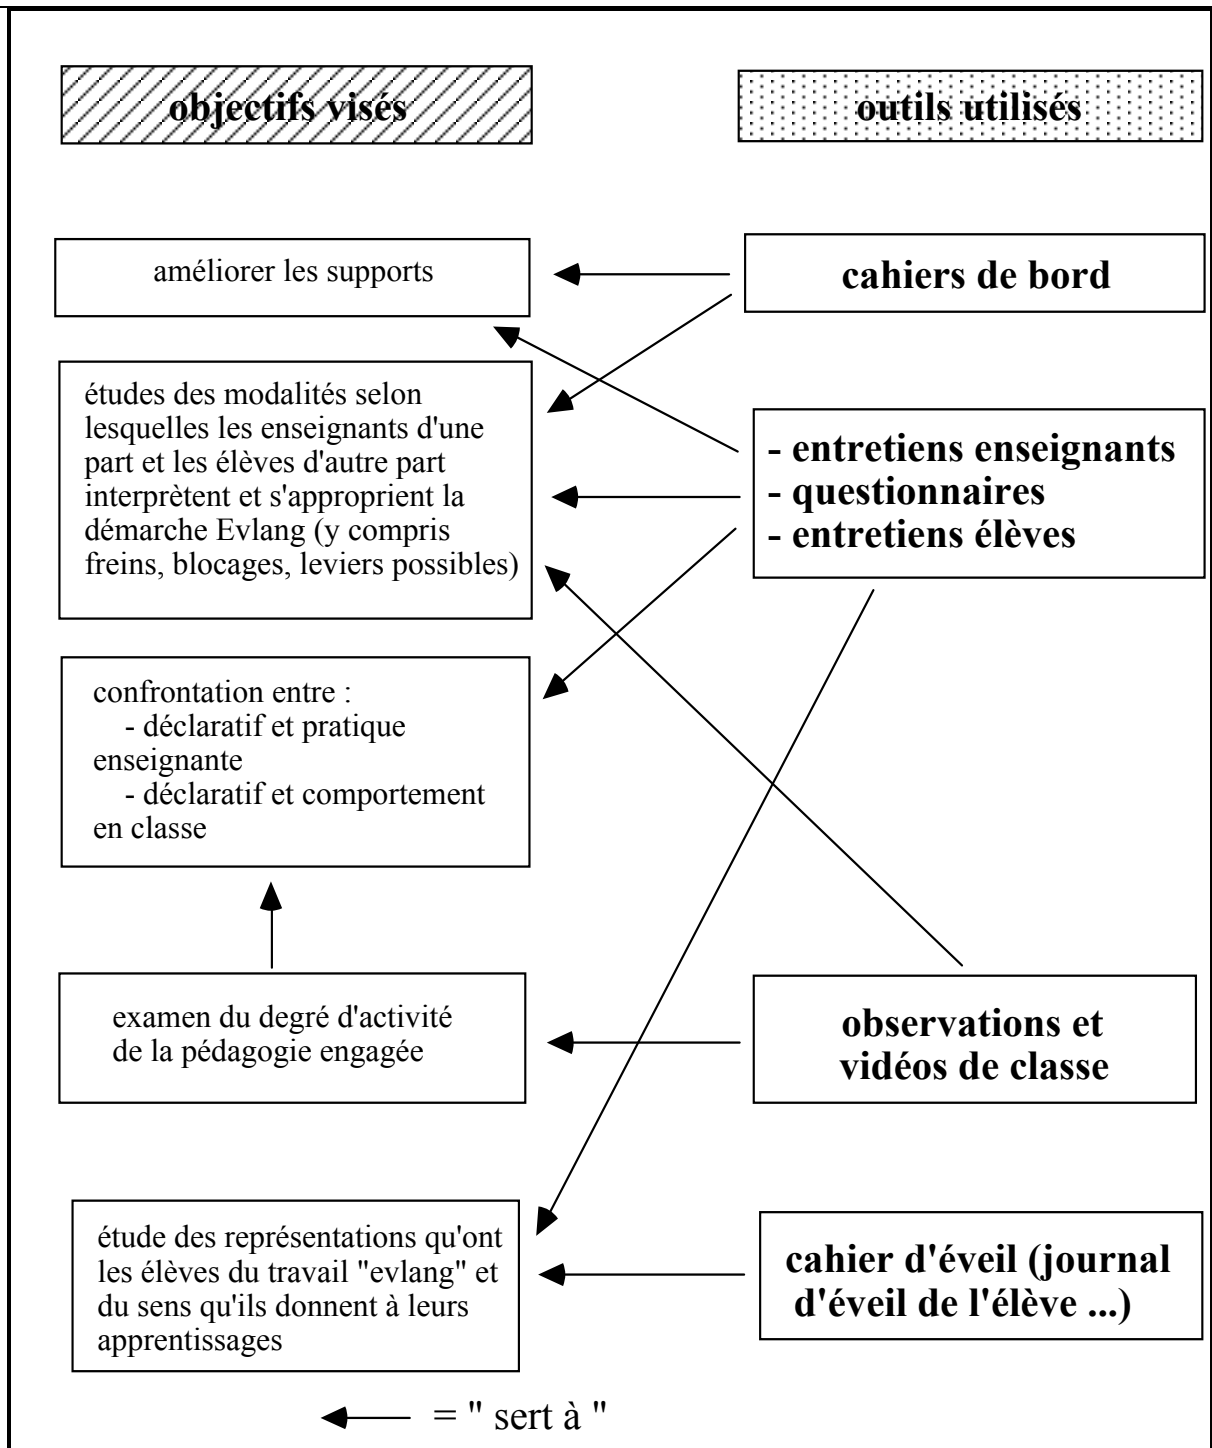 objectifs visés
outils utilisés
améliorer les supports
cahiers de bord
études des modalités selon
lesquelles les enseignants d'une
part et les élèves d'autre part
interprètent et s'approprient la
démarche Evlang (y compris
freins, blocages, leviers possibles)
- entretiens enseignants
- questionnaires
- entretiens élèves
confrontation entre :
- déclaratif et pratique
enseignante
- déclaratif et comportement
en classe
examen du degré d'activité
de la pédagogie engagée
observations et
vidéos de classe
étude des représentations qu'ont
les élèves du travail "evlang" et
du sens qu'ils donnent à leurs
apprentissages
cahier d'éveil (journal
d'éveil de l'élève ...)
= " sert à "